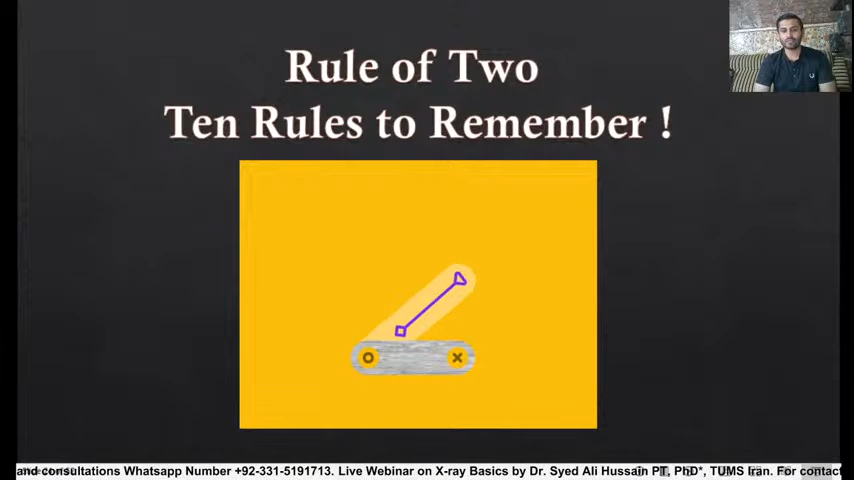 Rule of Two
Ten Rules to Remember !
and consultations Whatsapp Number +92-331-5191713. Live Webinar on X-ray Basics by Dr. Syed Ali Hussain PT, PhD*, TUMS Iran. For contact